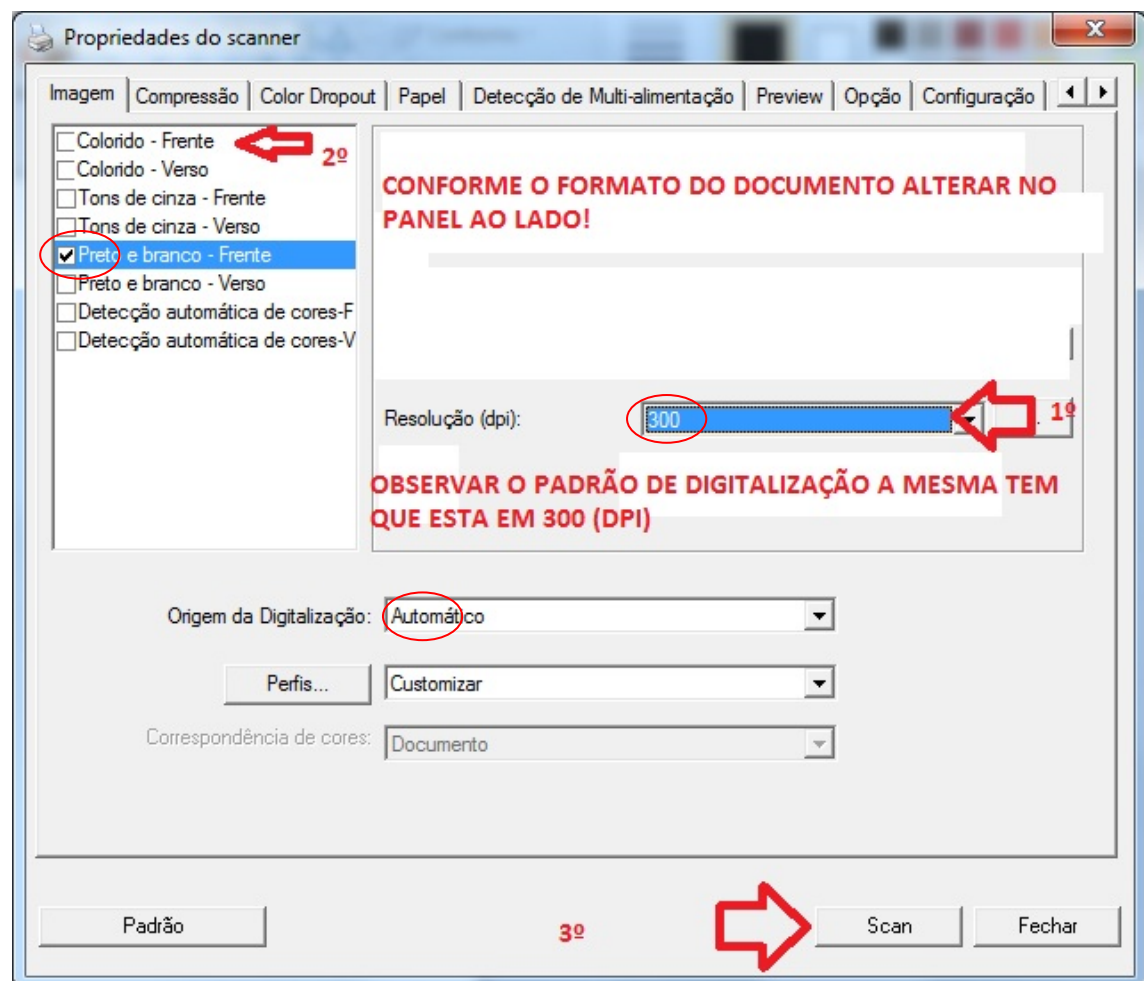 Propriedades do scanner
Imagem Compressão Color Dropout Papel Detecção de Multi-alimentação Preview Opção Configuração
Colorido - Frente
2º
Colorido - Verso
Tons de cinza - Frente
Tons de cinza - Verso
Preto e branco - Frente
Preto e branco - Verso
Detecção automática de cores-F
Detecção automática de cores-V
CONFORME O FORMATO DO DOCUMENTO ALTERAR NO
PANEL AO LADO!
Resolução (dpi): 300
1º
OBSERVAR O PADRÃO DE DIGITALIZAÇÃO A MESMA TEM
QUE ESTA EM 300 (DPI)
Origem da Digitalização: Automático
Perfis... Customizar
Correspondência de cores: Documento
Padrão 3º Scan Fechar